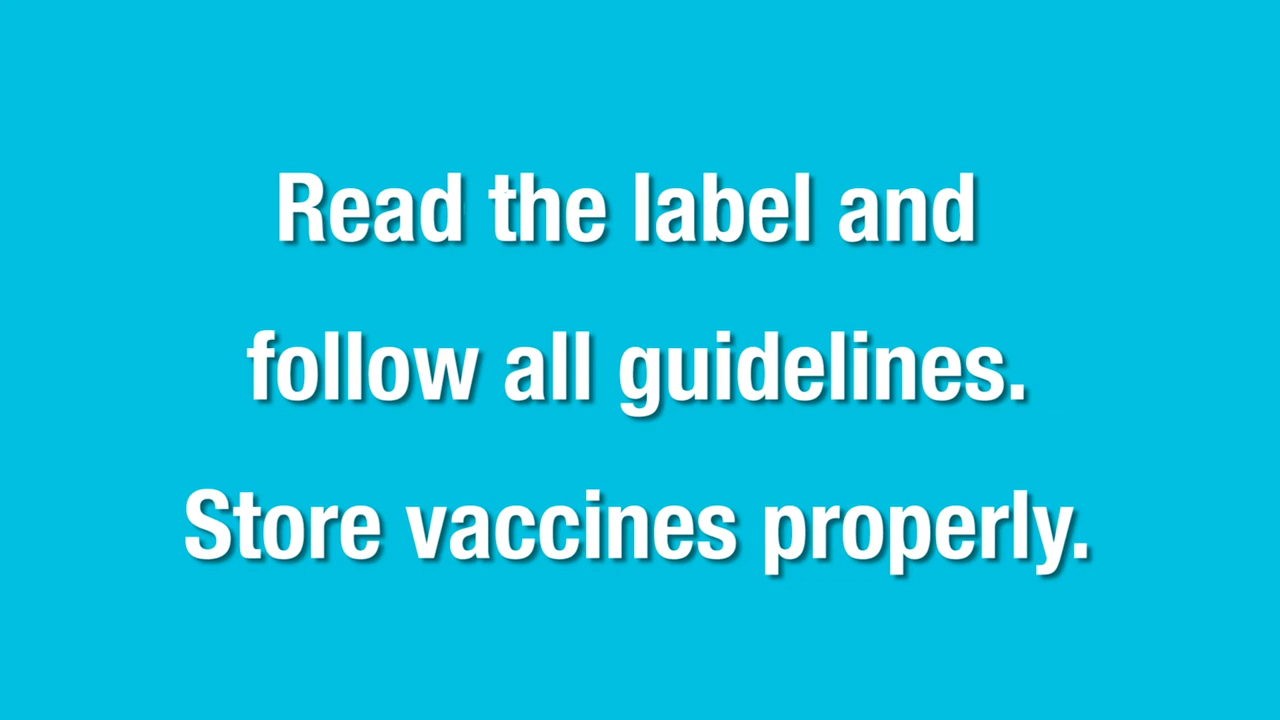 Read the label and
follow all guidelines.
Store vaccines properly.